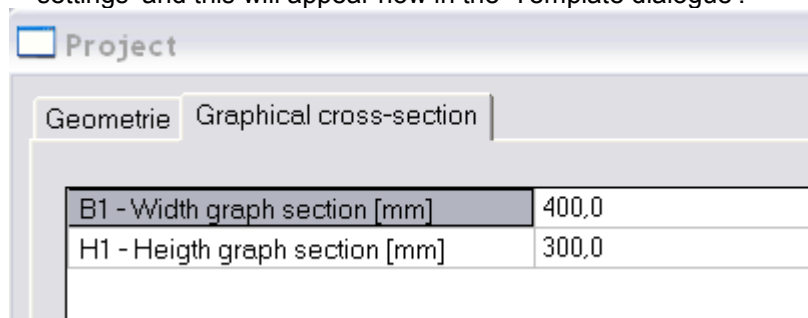 settings' and this will appear now in the 'Template dialogue'.
Project
Geometrie Graphical cross-section
B1 - Width graph section [mm] 400,0
H1 - Heigth graph section [mm] 300,0